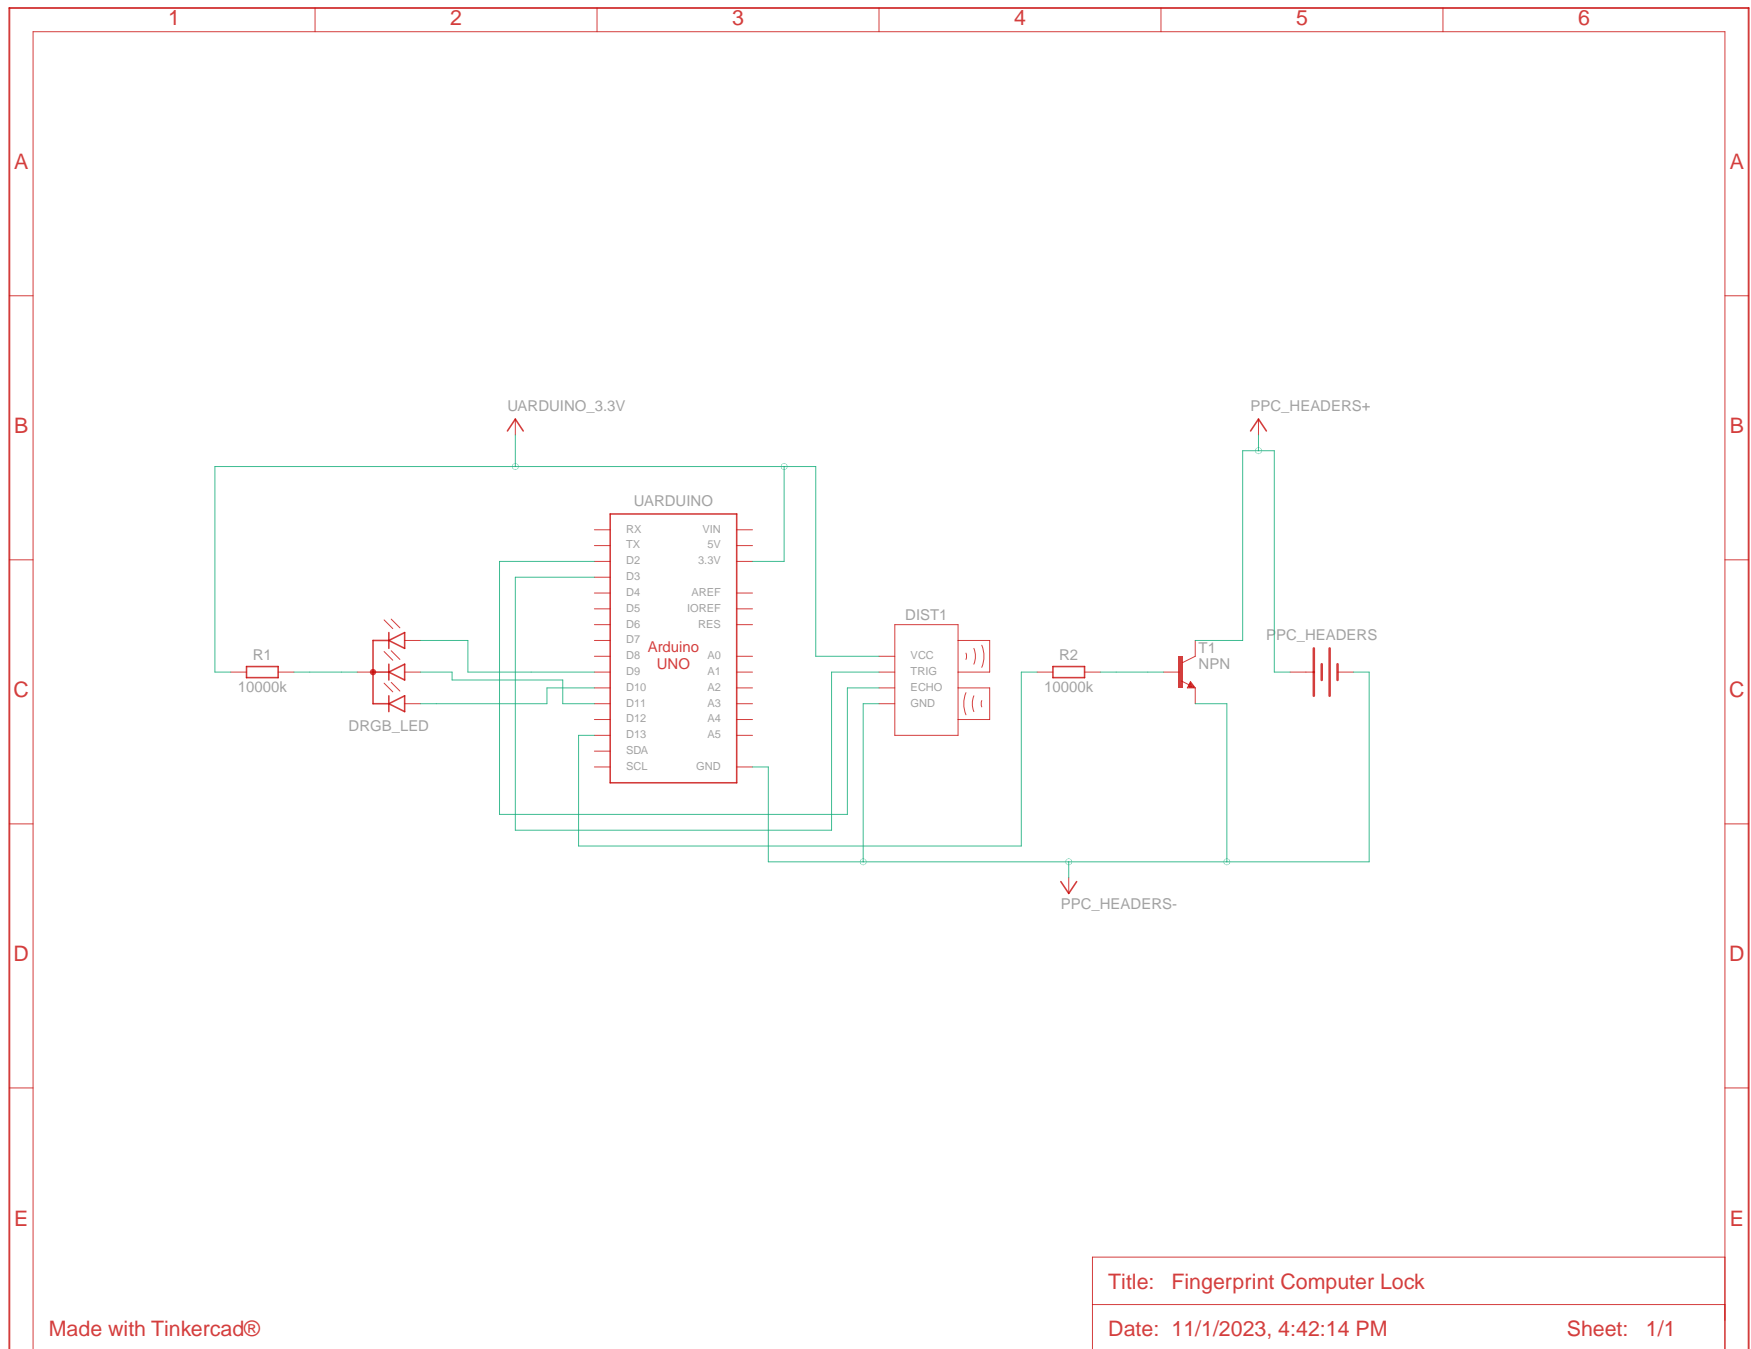 1 2 3 4 5 6
A A
UARDUINO_3.3V PPC_HEADERS+
B B
UARDUINO
RX VIN
TX 5V
D2 3.3V
D3
D4 AREF
D5 IOREF
D6 RES
D7
D8 A0
D9 A1
D10 A2
D11 A3
D12 A4
D13 A5
SDA
SCL GND
Arduino
UNO
R1
10000k
DRGB_LED
DIST1
VCC
TRIG
ECHO
GND
R2
10000k
T1
NPN
PPC_HEADERS
C C
PPC_HEADERS-
D D
E E
Title: Fingerprint Computer Lock
Made with Tinkercad®
Date: 11/1/2023, 4:42:14 PM Sheet: 1/1